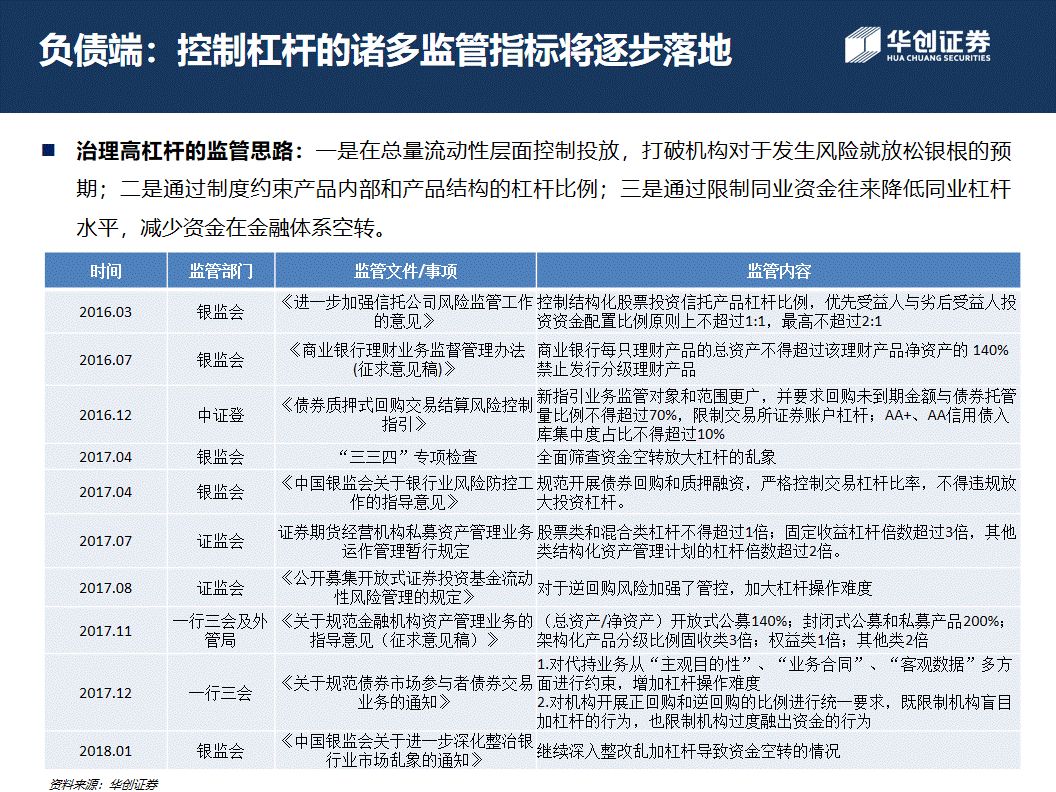 负债端：控制杠杆的诸多监管指标将逐步落地
华创证券
HUA CHUANG SECURITIES
治理高杠杆的监管思路：一是在总量流动性层面控制投放，打破机构对于发生风险就放松银根的预
期；二是通过制度约束产品内部和产品结构的杠杆比例；三是通过限制同业资金往来降低同业杠杆
水平，减少资金在金融体系空转。
时间 监管部门 监管文件/事项 监管内容
2016.03 银监会
《进一步加强信托公司风险监管工作
的意见》
控制结构化股票投资信托产品杠杆比例，优先受益人与劣后受益人投
资资金配置比例原则上不超过1:1，最高不超过2:1
2016.07 银监会
《商业银行理财业务监督管理办法
(征求意见稿)》
商业银行每只理财产品的总资产不得超过该理财产品净资产的 140%
禁止发行分级理财产品
2016.12 中证登
《债券质押式回购交易结算风险控制
指引》
新指引业务监管对象和范围更广，并要求回购未到期金额与债券托管
量比例不得超过70%，限制交易所证券账户杠杆；AA+、AA信用债入
库集中度占比不得超过10%
2017.04 银监会 “三三四”专项检查 全面筛查资金空转放大杠杆的乱象
2017.04 银监会
《中国银监会关于银行业风险防控工
作的指导意见》
规范开展债券回购和质押融资，严格控制交易杠杆比率，不得违规放
大投资杠杆。
2017.07 证监会
证券期货经营机构私募资产管理业务
运作管理暂行规定
股票类和混合类杠杆不得超过1倍；固定收益杠杆倍数超过3倍，其他
类结构化资产管理计划的杠杆倍数超过2倍。
2017.08 证监会
《公开募集开放式证券投资基金流动
性风险管理的规定》
对于逆回购风险加强了管控，加大杠杆操作难度
2017.11
一行三会及外
管局
《关于规范金融机构资产管理业务的
指导意见（征求意见稿）》
（总资产/净资产）开放式公募140%；封闭式公募和私募产品200%；
架构化产品分级比例固收类3倍；权益类1倍；其他类2倍
2017.12 一行三会
《关于规范债券市场参与者债券交易
业务的通知》
1.对代持业务从“主观目的性”、“业务合同”、“客观数据”多方
面进行约束，增加杠杆操作难度
2.对机构开展正回购和逆回购的比例进行统一要求，既限制机构盲目
加杠杆的行为，也限制机构过度融出资金的行为
2018.01 银监会
《中国银监会关于进一步深化整治银
行业市场乱象的通知》
继续深入整改乱加杠杆导致资金空转的情况
资料来源：华创证券